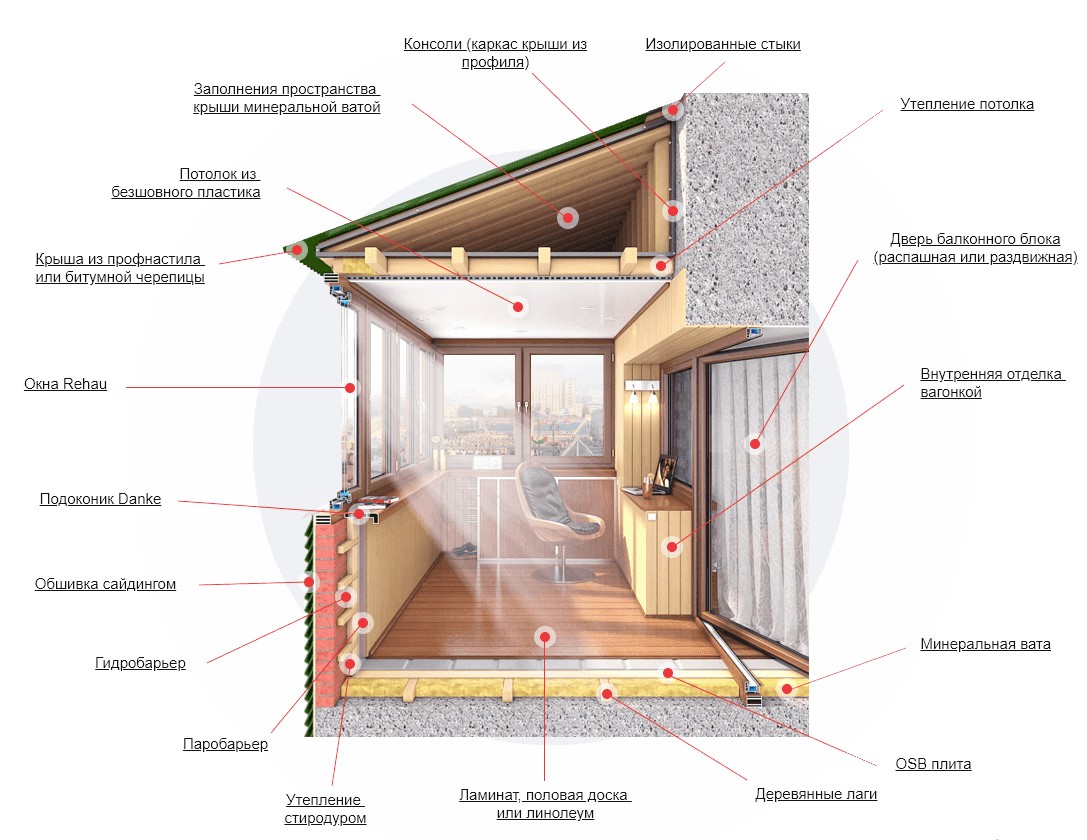 Консоли (каркас крыши из
профиля)
Изолированные стыки
Заполнения пространства
крыши минеральной ватой
Утепление потолка
Потолок из
безшовного пластика
Дверь балконного блока
(распашная или раздвижная)
Крыша из профнастила
или битумной черепицы
Окна Rehau
Внутренняя отделка
вагонкой
Подоконик Danke
Обшивка сайдингом
Гидробарьер
Минеральная вата
Паробарьер
OSB плита
Утепление
стиродуром
Ламинат, половая доска
или линолеум
Деревянные лаги